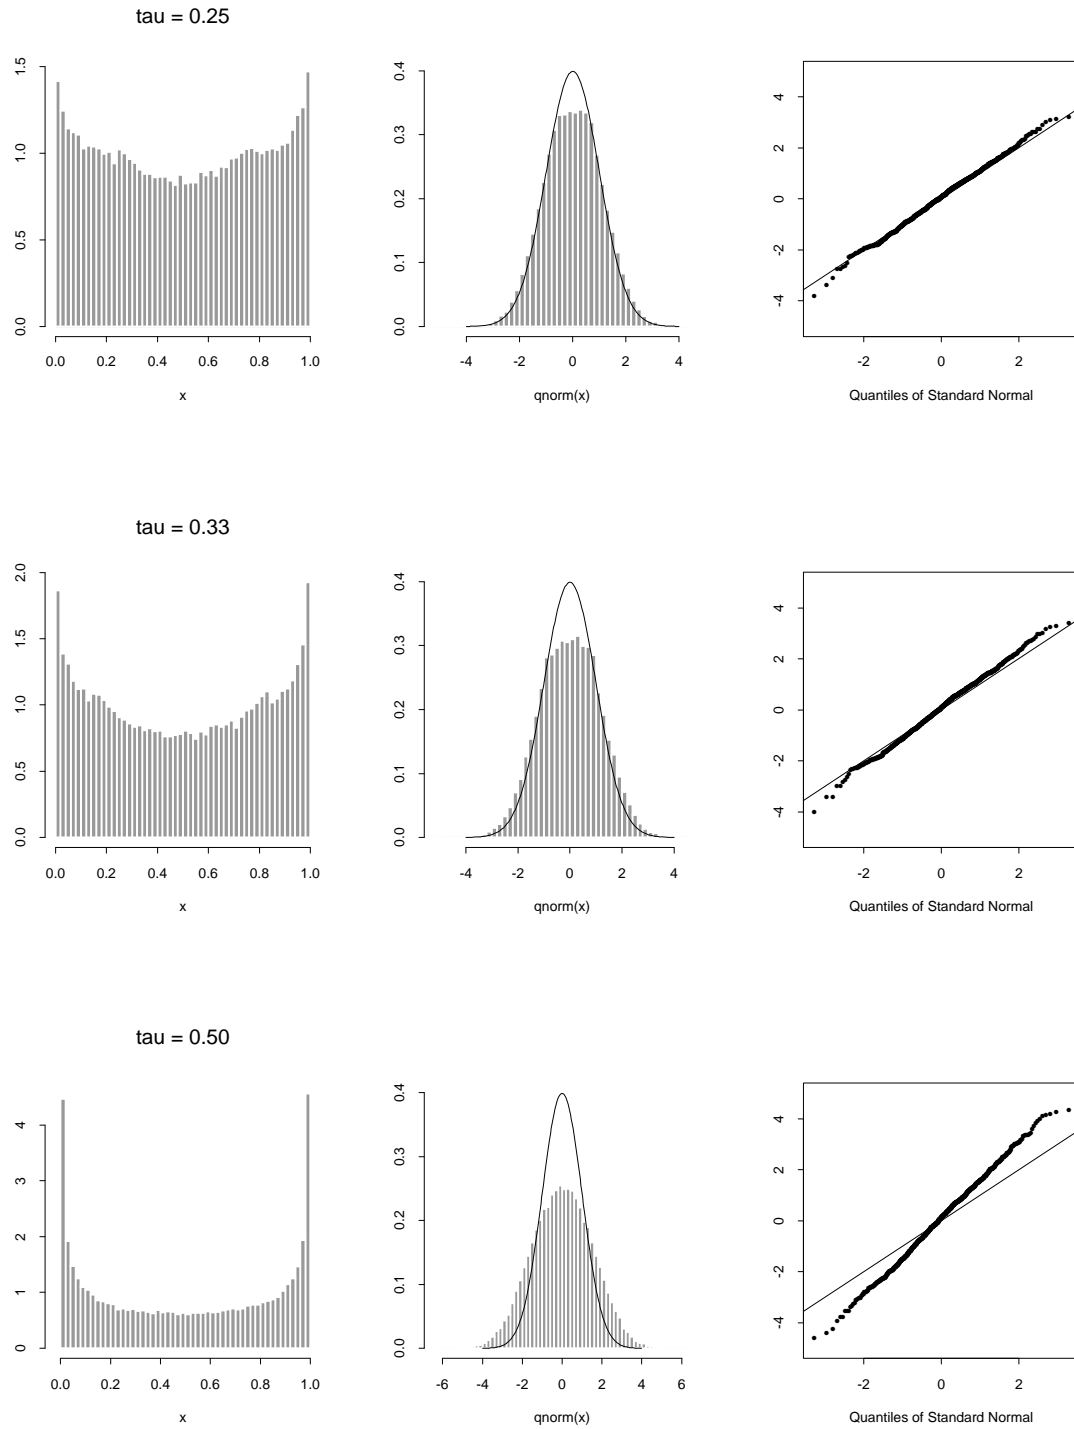 tau = 0.25
0.0 0.5 1.0 1.5
0.0 0.2 0.4 0.6 0.8 1.0
x
0.0 0.1 0.2 0.3 0.4
-4 -2 0 2 4
qnorm(x)
-4 -2 0 2 4
-2 0 2
Quantiles of Standard Normal
tau = 0.33
0.0 0.5 1.0 1.5 2.0
0.0 0.2 0.4 0.6 0.8 1.0
x
0.0 0.1 0.2 0.3 0.4
-4 -2 0 2 4
qnorm(x)
-4 -2 0 2 4
-2 0 2
Quantiles of Standard Normal
tau = 0.50
0 1 2 3 4
0.0 0.2 0.4 0.6 0.8 1.0
x
0.0 0.1 0.2 0.3 0.4
-6 -4 -2 0 2 4 6
qnorm(x)
-4 -2 0 2 4
-2 0 2
Quantiles of Standard Normal